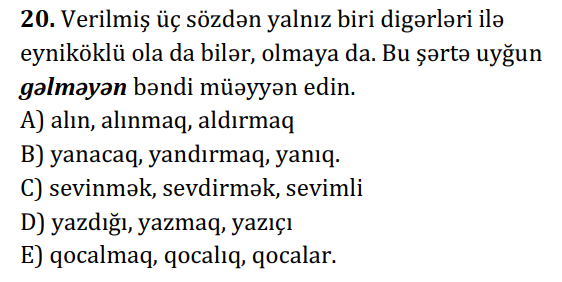 20. Verilmiş üç sözdən yalnız biri digərləri ilə
eyniköklü ola da bilər, olmaya da. Bu şərtə uyğun
gəlməyən bəndi müəyyən edin.
A) alın, alınmaq, aldırmaq
B) yanacaq, yandırmaq, yanıq.
C) sevinmək, sevdirmək, sevimli
D) yazdığı, yazmaq, yazıçı
E) qocalmaq, qocalıq, qocalar.